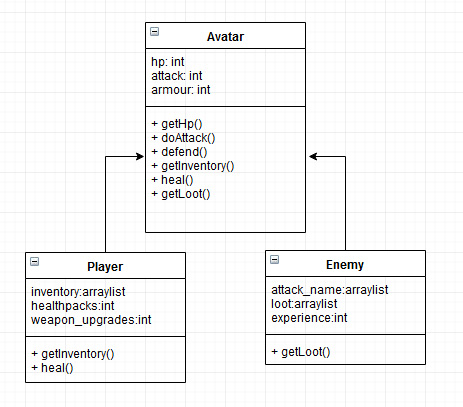 Avatar
hp: int
attack: int
armour: int
+ getHp()
+ doAttack()
+ defend()
+ getInventory()
+ heal()
+ getLoot()
Player
inventory:arraylist
healthpacks:int
weapon_upgrades:int
+ getInventory()
+ heal()
Enemy
attack_name:arraylist
loot:arraylist
experience:int
+ getLoot()